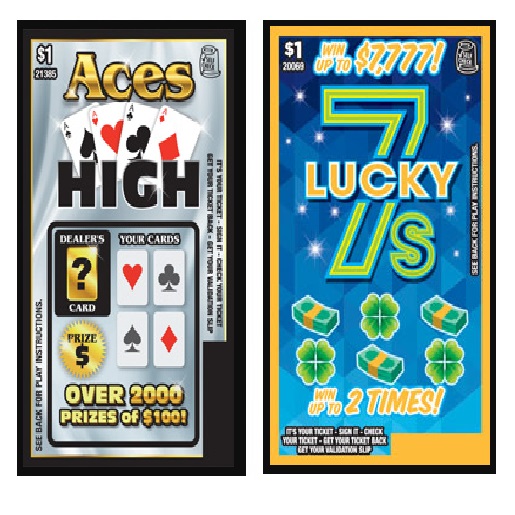 $1
21385
Aces
HIGH
DEALER'S
CARD
YOUR CARDS
PRIZE
$
OVER 2000
PRIZES of $100!
SEE BACK FOR PLAY INSTRUCTIONS.
IT'S YOUR TICKET - SIGN IT - CHECK YOUR TICKET
GET YOUR TICKET BACK - GET YOUR VALIDATION SLIP
$1
20069
WIN
UP TO $7,777!
7
LUCKY
7s
SEE BACK FOR PLAY INSTRUCTIONS.
WIN
UP TO 2 TIMES!
IT'S YOUR TICKET - SIGN IT - CHECK
YOUR TICKET - GET YOUR TICKET BACK
GET YOUR VALIDATION SLIP